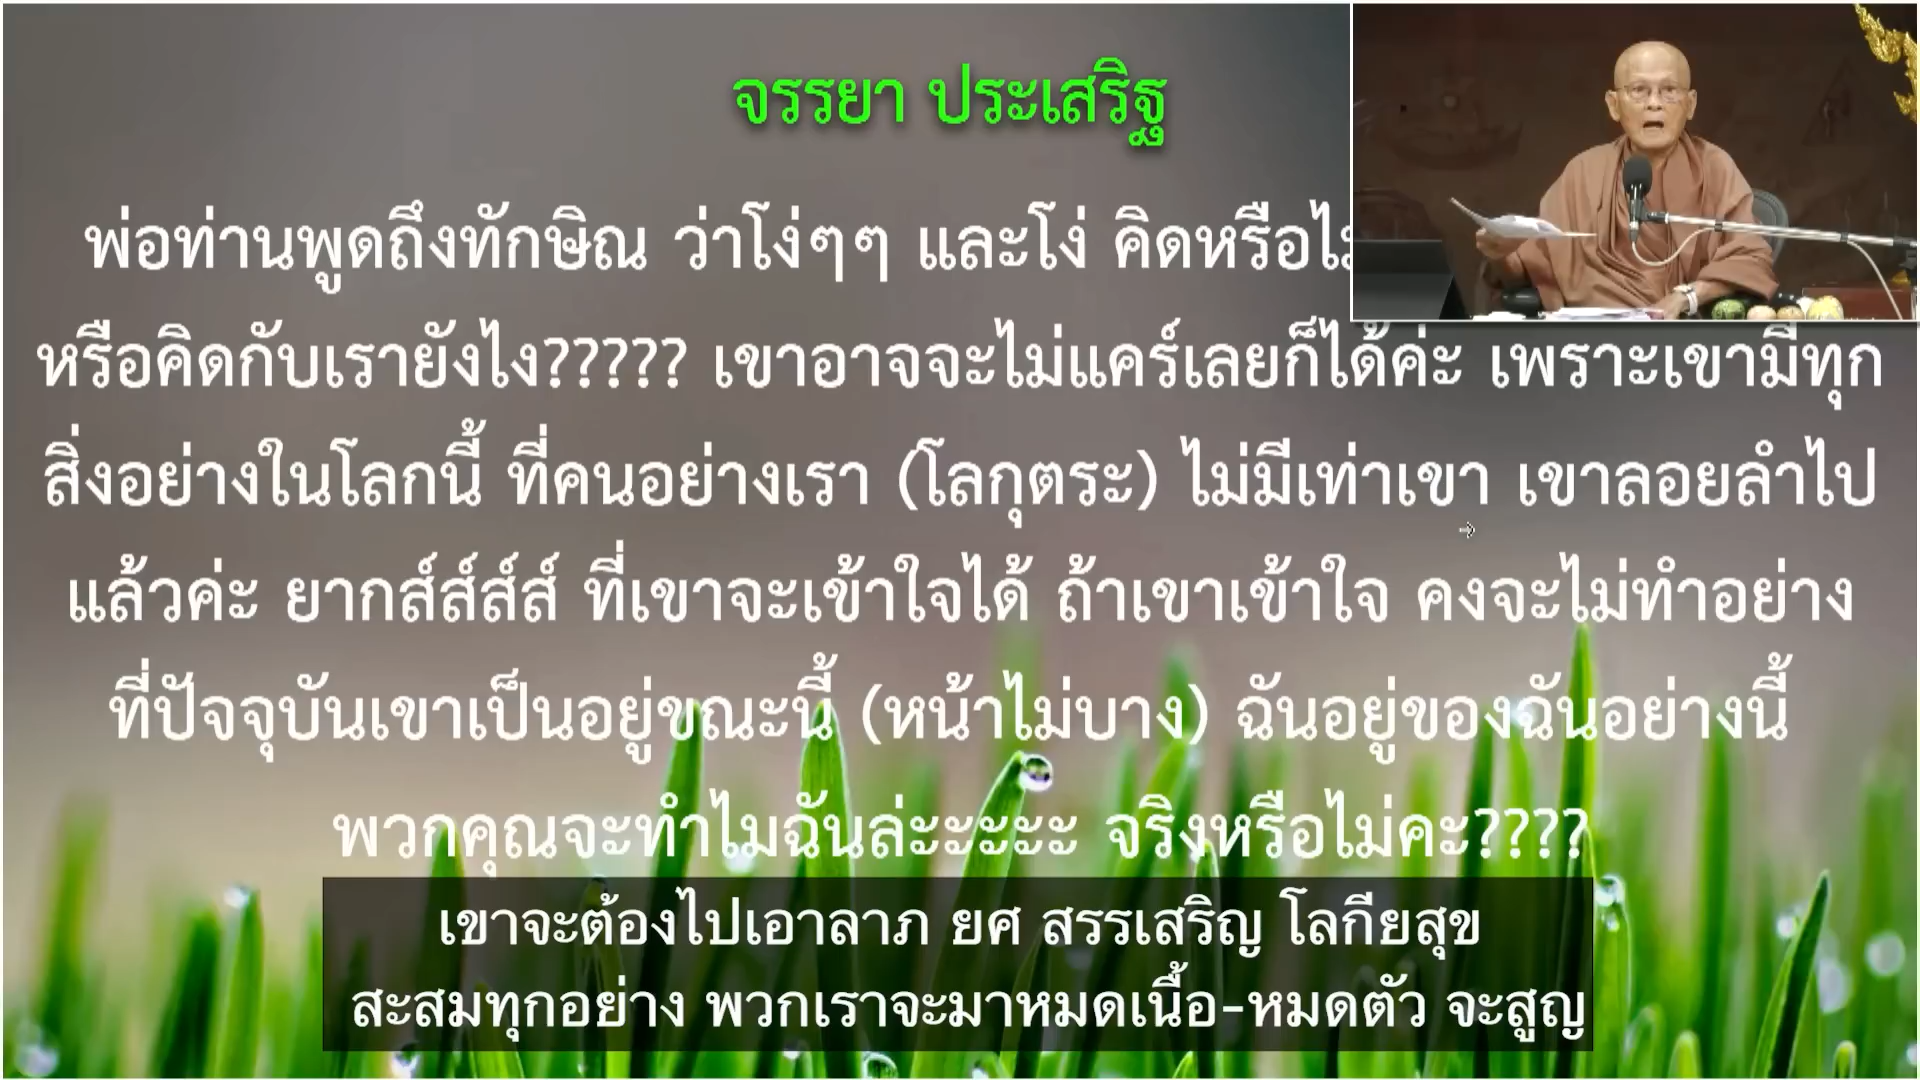 จรรยา ประเสริฐ
พ่อท่านพูดถึงทักษิณ ว่าโง่ๆๆ และโง่ คิดหรือ
หรือคิดกับเรายังไง????? เขาอาจจะไม่แคร์เลยก็ได้ค่ะ เพราะเขามีทุก
สิ่งอย่างในโลกนี้ ที่คนอย่างเรา (โลกุตระ) ไม่มีเท่าเขา เขาลอยลำไป
แล้วค่ะ ยากส์ส์ส์ส์ ที่เขาจะเข้าใจได้ ถ้าเขาเข้าใจ คงจะไม่ทำอย่าง
ที่ปัจจุบันเขาเป็นอยู่ขณะนี้ (หน้าไม่บาง) ฉันอยู่ของฉันอย่างนี้
พวกคุณจะทำไมฉันล่ะะะะะ จริงหรือไม่คะ????
เขาจะต้องไปเอาลาภ ยศ สรรเสริญ โลกียสุข
สะสมทุกอย่าง พวกเราจะมาหมดเนื้อ-หมดตัว จะสูญ